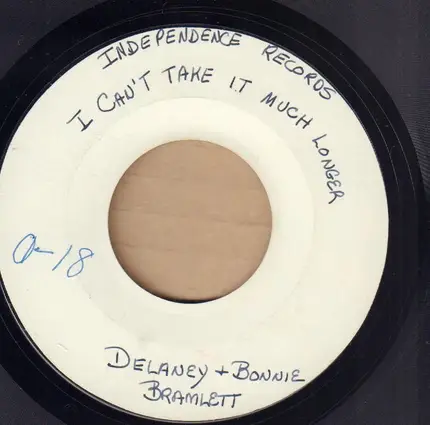 INDEPENDENCE RECORDS
I CAN'T TAKE IT MUCH LONGER
a-18
DELANEY + BONNIE
BRAMLETT